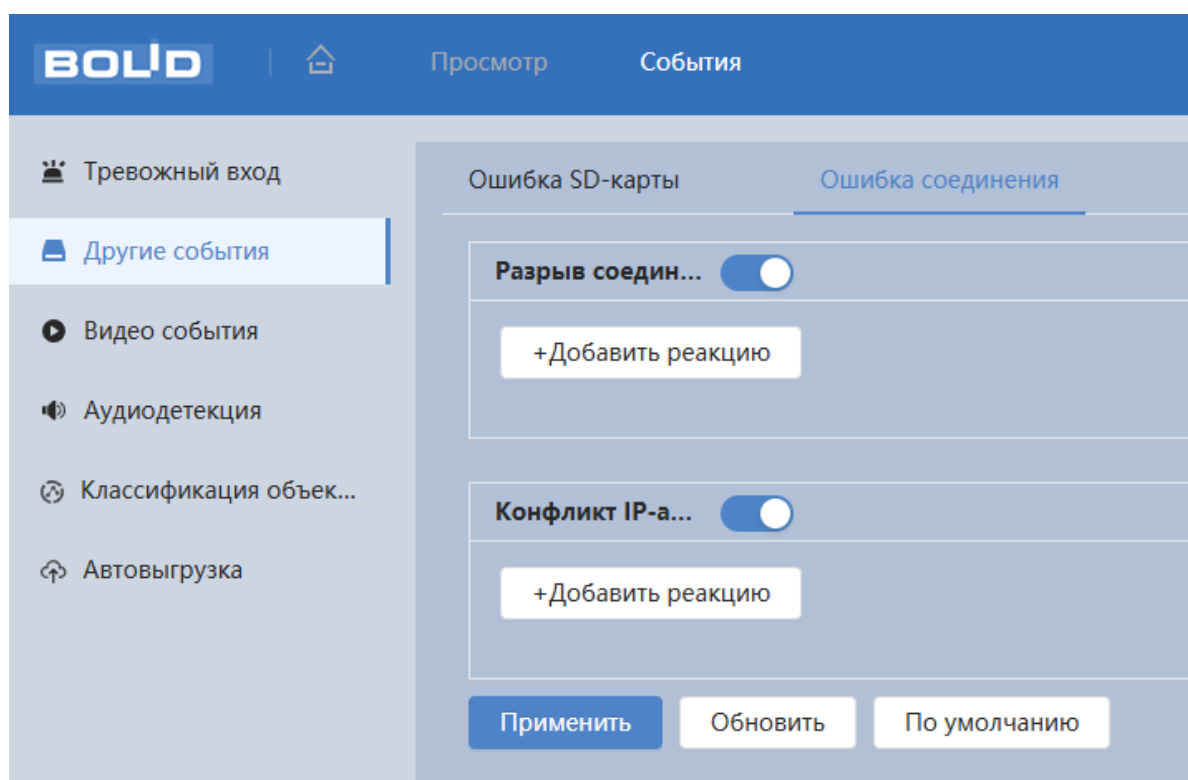 BOLID
Просмотр
События
Тревожный вход
Другие события
Видео события
Аудиодетекция
Классификация объек...
Автовыгрузка
Ошибка SD-карты
Ошибка соединения
Разрыв соедин...
+Добавить реакцию
Конфликт IP-а...
+Добавить реакцию
Применить
Обновить
По умолчанию